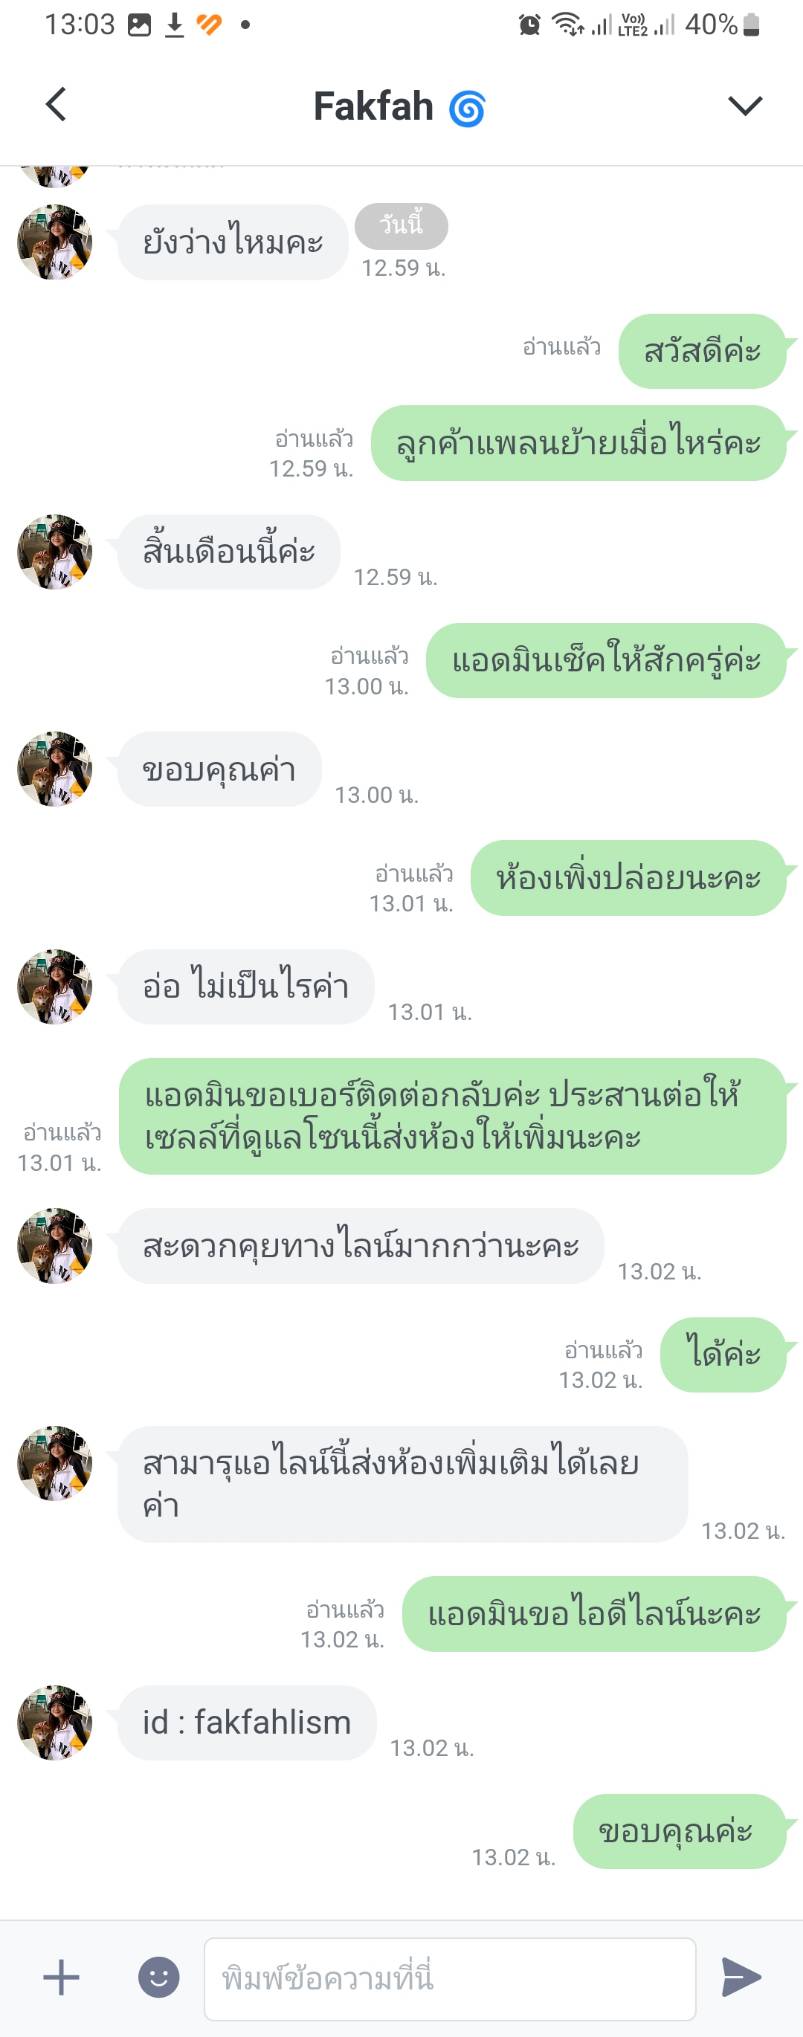 13:03
Vo)) LTE2 40%
Fakfah
ยังว่างไหมคะ
วันนี้
12.59 น.
อ่านแล้ว
สวัสดีค่ะ
อ่านแล้ว
12.59 น.
ลูกค้าแพลนย้ายเมื่อไหร่คะ
สิ้นเดือนนี้ค่ะ
12.59 น.
อ่านแล้ว
13.00 น.
แอดมินเช็คให้สักครู่ค่ะ
ขอบคุณค่า
13.00 น.
อ่านแล้ว
13.01 น.
ห้องเพิ่งปล่อยนะคะ
อ่อ ไม่เป็นไรค่า
13.01 น.
แอดมินขอเบอร์ติดต่อกลับค่ะ ประสานต่อให้
เซลล์ที่ดูแลโซนนี้ส่งห้องให้เพิ่มนะคะ
อ่านแล้ว
13.01 น.
สะดวกคุยทางไลน์มากกว่านะคะ
13.02 น.
อ่านแล้ว
13.02 น.
ได้ค่ะ
สามารุแอไลน์นี้ส่งห้องเพิ่มเติมได้เลย
ค่า
13.02 น.
อ่านแล้ว
13.02 น.
แอดมินขอไอดีไลน์นะคะ
id : fakfahlism
13.02 น.
ขอบคุณค่ะ
13.02 น.
พิมพ์ข้อความที่นี่